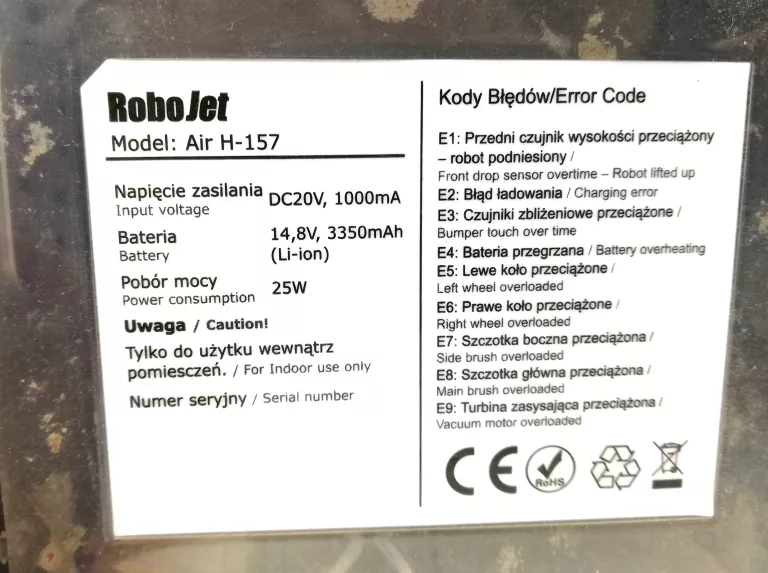 RoboJet
Model: Air H-157
Napięcie zasilania DC20V, 1000mA
Input voltage
Bateria 14,8V, 3350mAh
Battery (Li-ion)
Pobór mocy 25W
Power consumption
Uwaga / Caution!
Tylko do użytku wewnątrz
pomiesczeń. / For Indoor use only
Numer seryjny / Serial number
Kody Błędów/Error Code
E1: Przedni czujnik wysokości przeciążony
– robot podniesiony /
Front drop sensor overtime – Robot lifted up
E2: Błąd ładowania / Charging error
E3: Czujniki zbliżeniowe przeciążone /
Bumper touch over time
E4: Bateria przegrzana / Battery overheating
E5: Lewe koło przeciążone /
Left wheel overloaded
E6: Prawe koło przeciążone /
Right wheel overloaded
E7: Szczotka boczna przeciążona /
Side brush overloaded
E8: Szczotka główna przeciążona /
Main brush overloaded
E9: Turbina zasysająca przeciążona /
Vacuum motor overloaded
CE RoHS